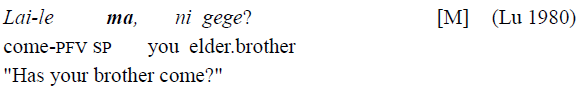 Lai-le ma, ni gege? [M] (Lu 1980)
come-PFV SP you elder.brother
"Has your brother come?"